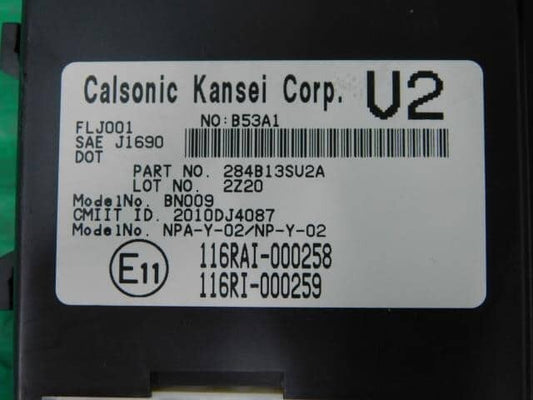 Calsonic Kansei Corp. V2
NO:B53A1
FLJ001
SAE J1690
DOT
PART NO. 284B13SU2A
LOT NO. 2Z20
ModelNo. BN009
CMIIT ID. 2010DJ4087
ModelNo. NPA-Y-02/NP-Y-02
E11
116RAI-000258
116RI-000259